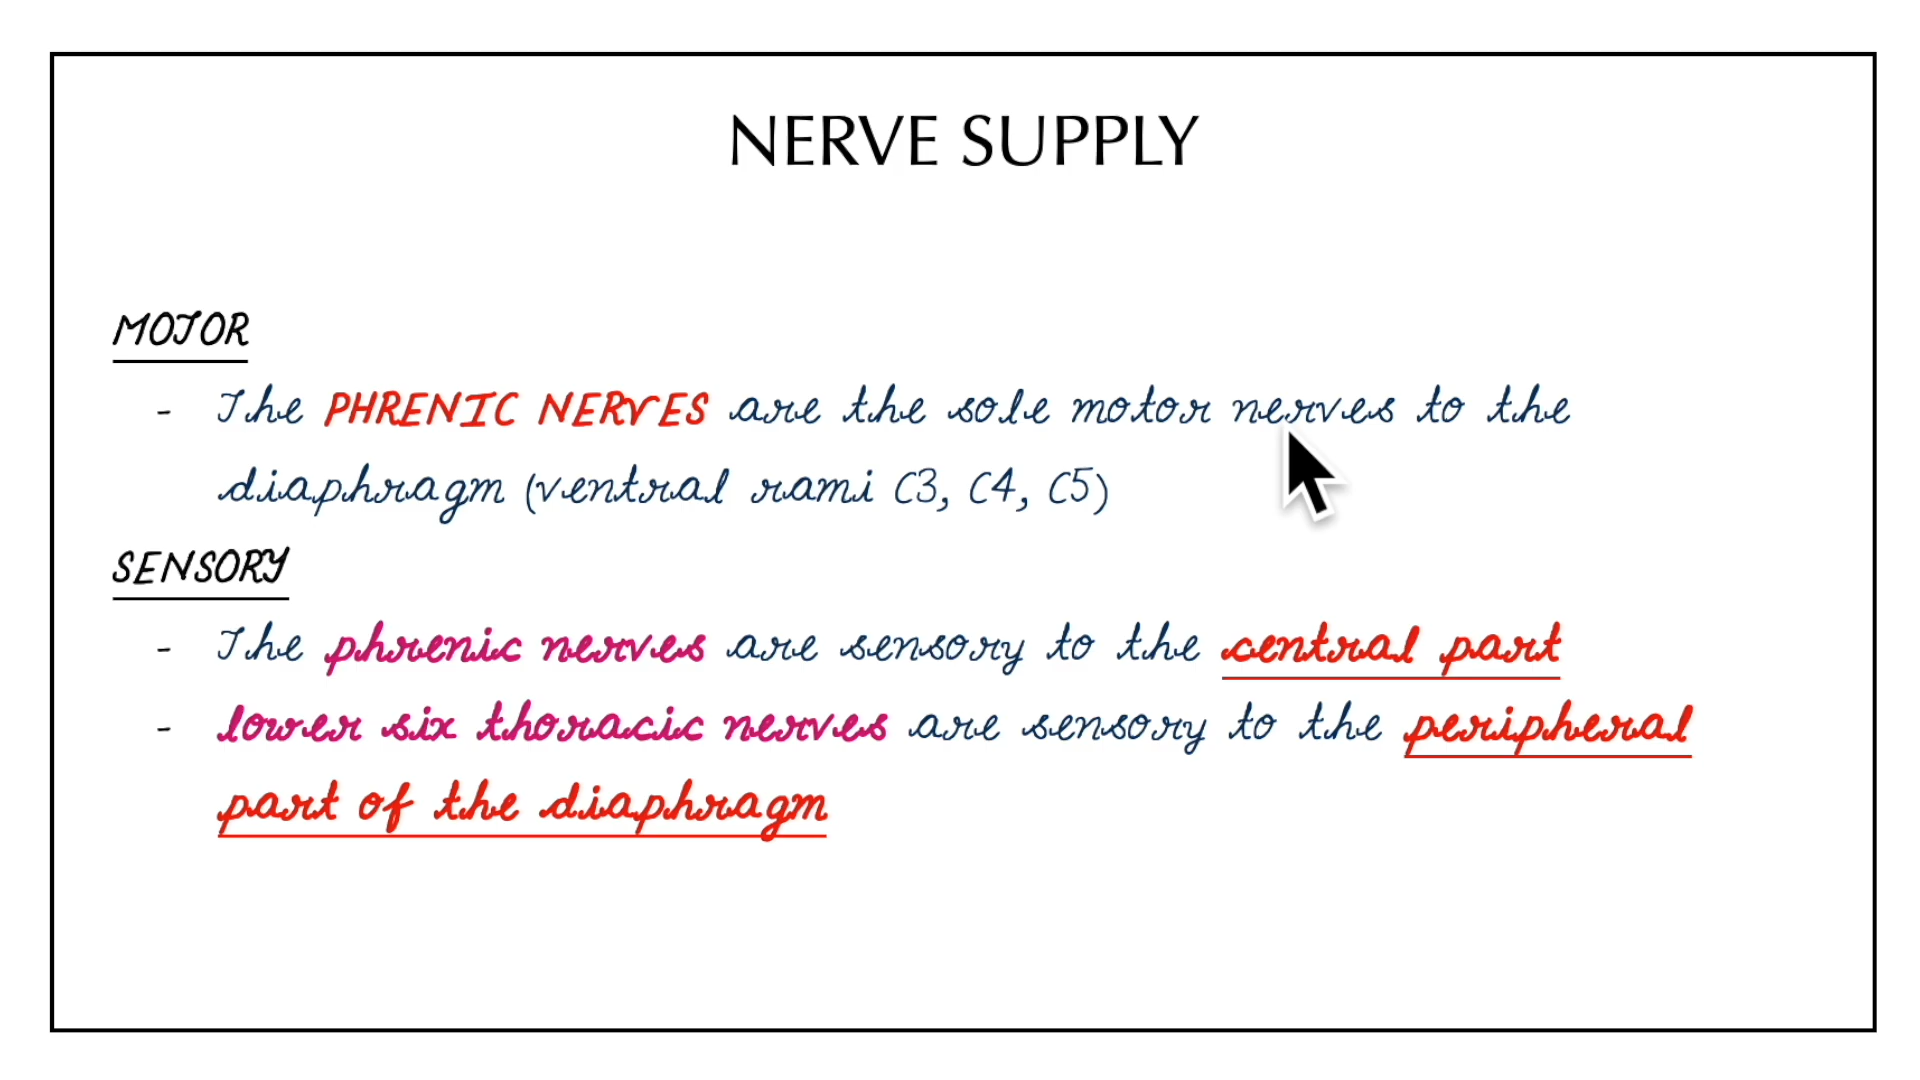 NERVE SUPPLY
MOTOR
- The PHRENIC NERVES are the sole motor nerves to the
diaphragm (ventral rami C3, C4, C5)
SENSORY
- The phrenic nerves are sensory to the central part
- lower six thoracic nerves are sensory to the peripheral
part of the diaphragm